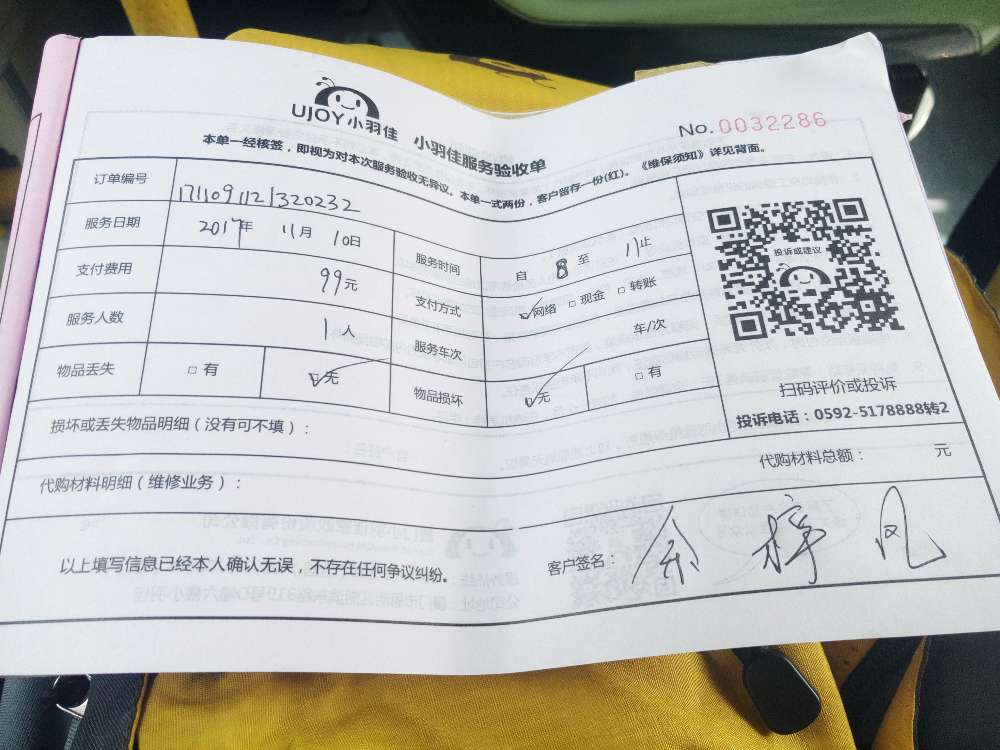 UJOY小羽佳 小羽佳服务验收单
No.0032286
本单一经核签，即视为对本次服务验收无异议。本单一式两份，客户留存一份(红)。《维保须知》详见背面。
订单编号 1711091121320232
服务日期 2017年 11月 10日 服务时间 自 8 至 11止
支付费用 99元 支付方式 网络 现金 转账
服务人数 1人 服务车次 车/次
物品丢失 有 无 物品损坏 无 有
投诉或建议
扫码评价或投诉
投诉电话：0592-5178888转2
损坏或丢失物品明细（没有可不填）：
代购材料明细（维修业务）： 代购材料总额： 元
以上填写信息已经本人确认无误，不存在任何争议纠纷。 客户签名：余梓凡